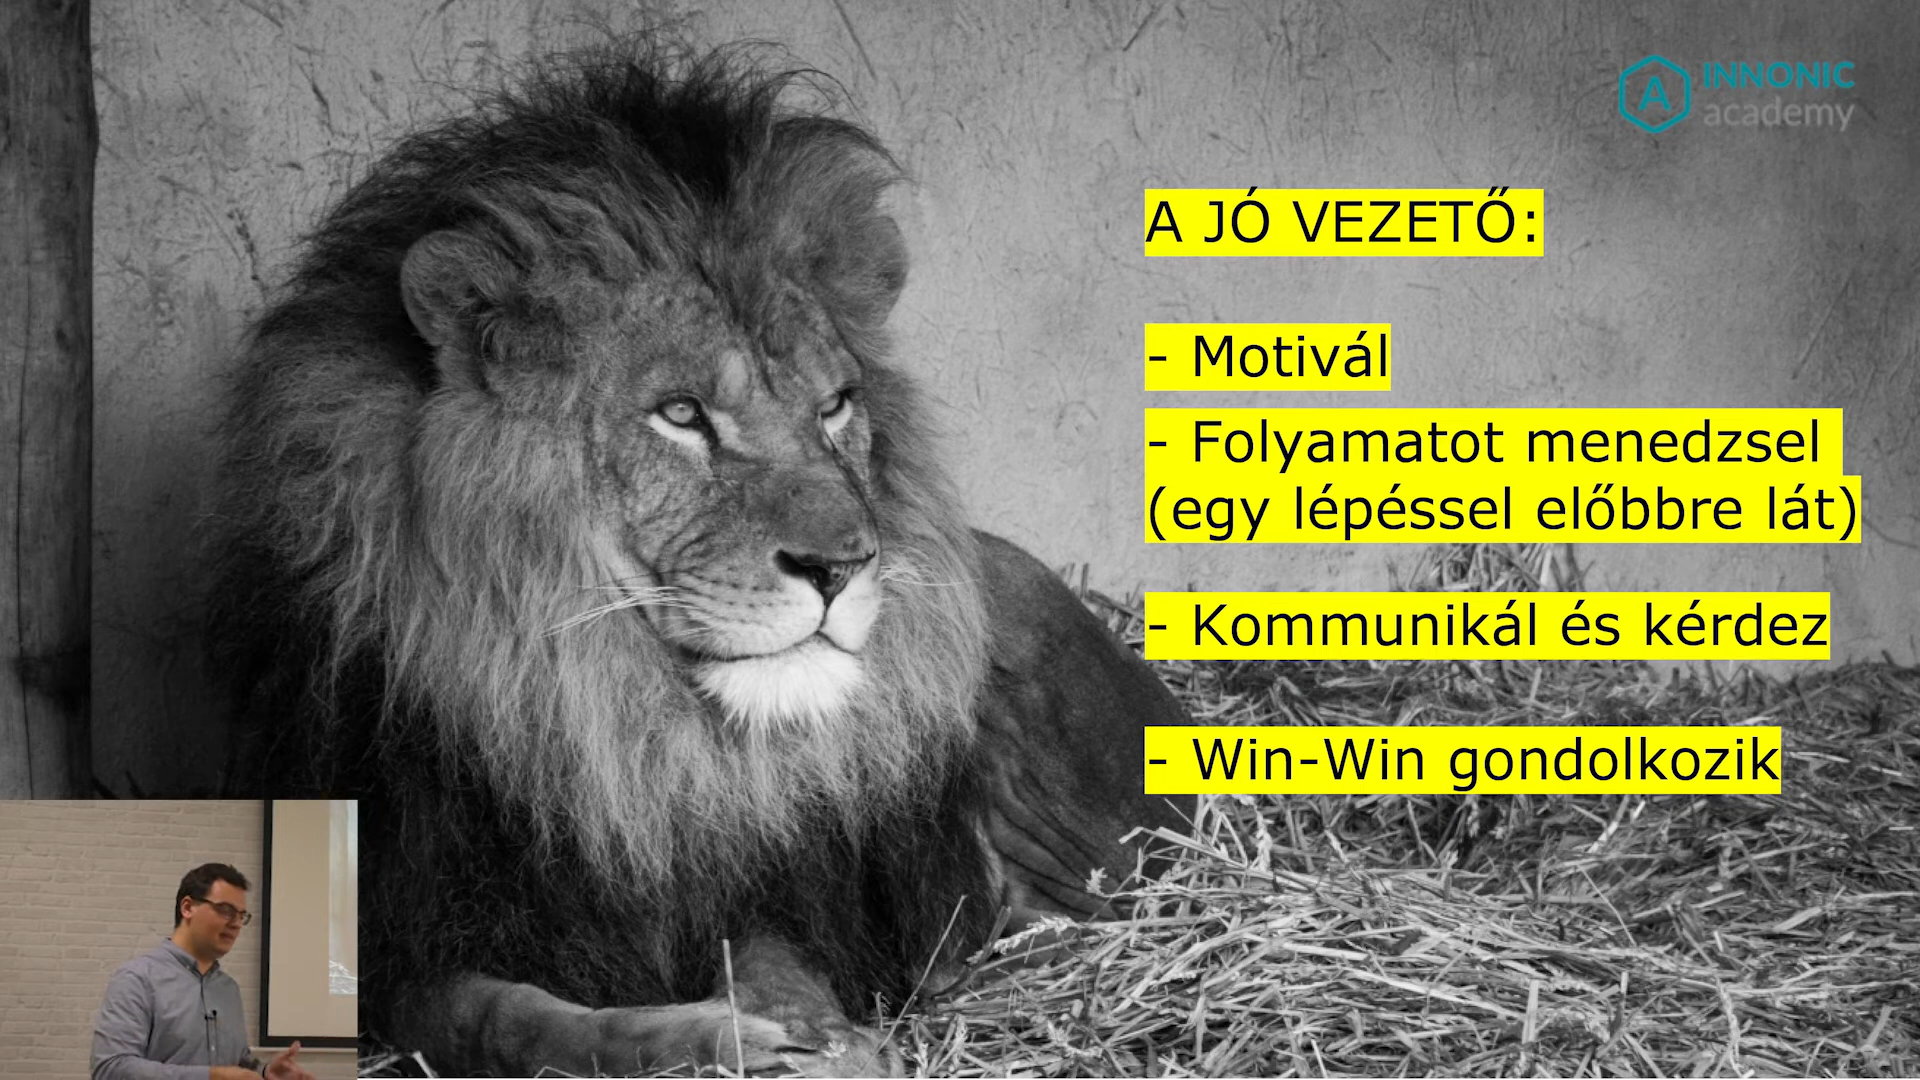 INNONIC
academy
A JÓ VEZETŐ:
- Motivál
- Folyamatot menedzsel
(egy lépéssel előbbre lát)
- Kommunikál és kérdez
- Win-Win gondolkozik